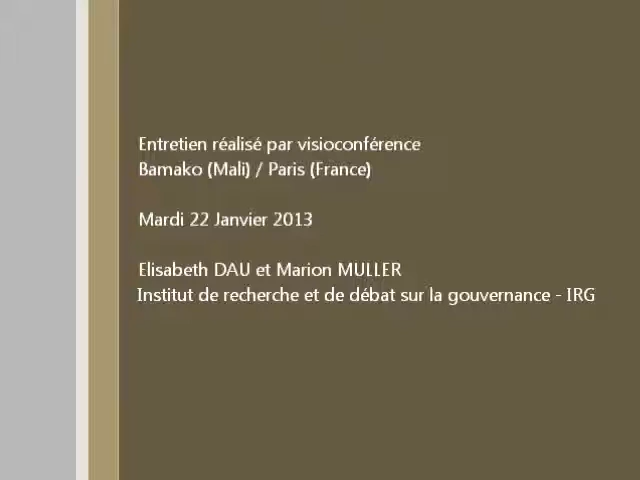 Entretien réalisé par visioconférence
Bamako (Mali) / Paris (France)
Mardi 22 Janvier 2013
Elisabeth DAU et Marion MULLER
Institut de recherche et de débat sur la gouvernance - IRG